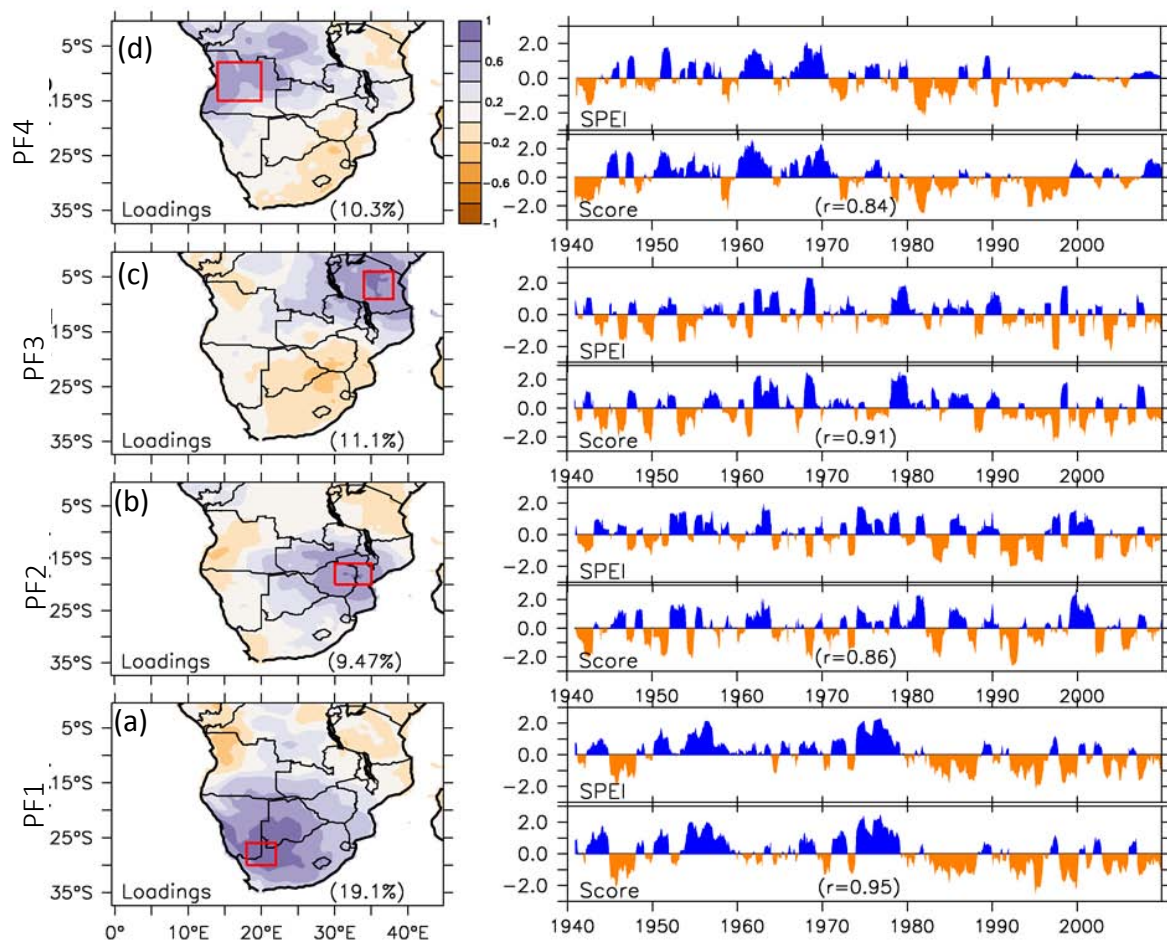 PF4
(d)
5°S
15°S
25°S
35°S
Loadings
(10.3%)
1
0.6
0.2
−0.2
−0.6
−1
2.0
0.0
−2.0
SPEI
2.0
0.0
−2.0
Score
(r=0.84)
1940 1950 1960 1970 1980 1990 2000
PF3
(c)
5°S
15°S
25°S
35°S
Loadings
(11.1%)
2.0
0.0
−2.0
SPEI
2.0
0.0
−2.0
Score
(r=0.91)
1940 1950 1960 1970 1980 1990 2000
PF2
(b)
5°S
15°S
25°S
35°S
Loadings
(9.47%)
2.0
0.0
−2.0
SPEI
2.0
0.0
−2.0
Score
(r=0.86)
1940 1950 1960 1970 1980 1990 2000
PF1
(a)
5°S
15°S
25°S
35°S
Loadings
(19.1%)
0° 10°E 20°E 30°E 40°E
2.0
0.0
−2.0
SPEI
2.0
0.0
−2.0
Score
(r=0.95)
1940 1950 1960 1970 1980 1990 2000